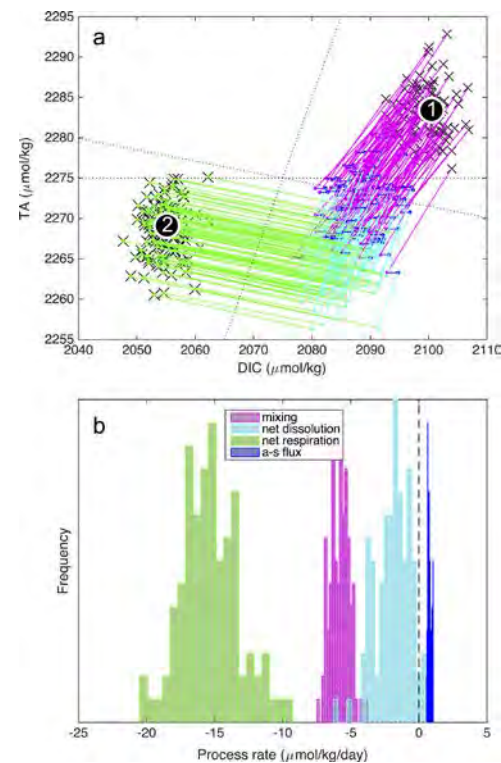 a
2295
2290
2285
2280
2275
2270
2265
2260
2255
TA (μmol/kg)
1
2
2040 2050 2060 2070 2080 2090 2100 2110
DIC (μmol/kg)
b
mixing
net dissolution
net respiration
a-s flux
Frequency
-25 -20 -15 -10 -5 0 5
Process rate (μmol/kg/day)